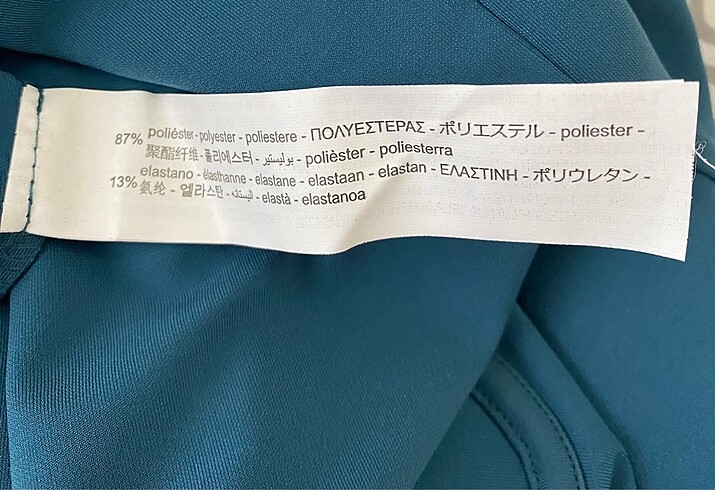 87% poliéster - polyester - poliestere - ΠΟΛΥΕΣΤΕΡΑΣ - ポリエステル - poliester -
聚酯纤维 - 폴리에스터 - بوليستير - polièster - poliesterra
13% elastano - élasthanne - elastane - elastaan - elastan - ΕΛΑΣΤΙΝΗ - ポリウレタン -
氨纶 - 엘라스탄 - elastà - elastanoa